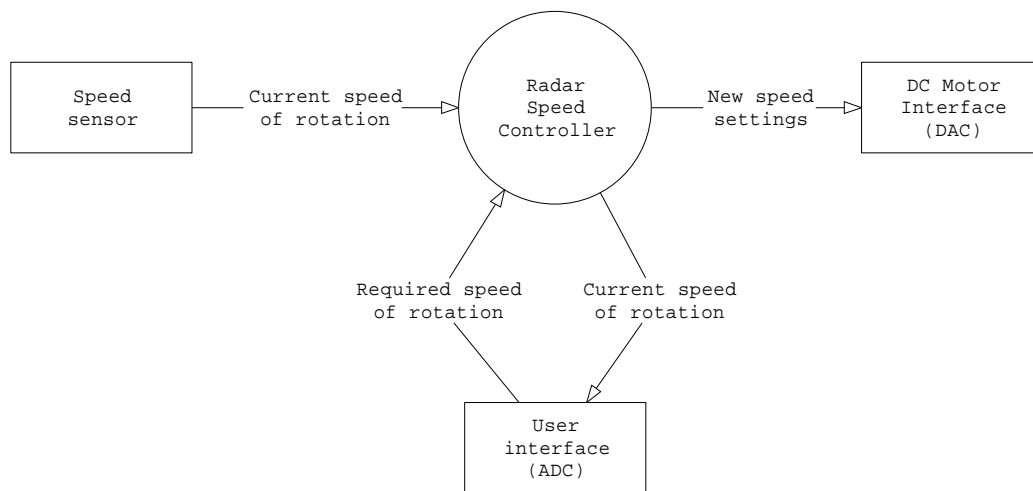 Speed
sensor
Current speed
of rotation
Radar
Speed
Controller
New speed
settings
DC Motor
Interface
(DAC)
Required speed
of rotation
Current speed
of rotation
User
interface
(ADC)